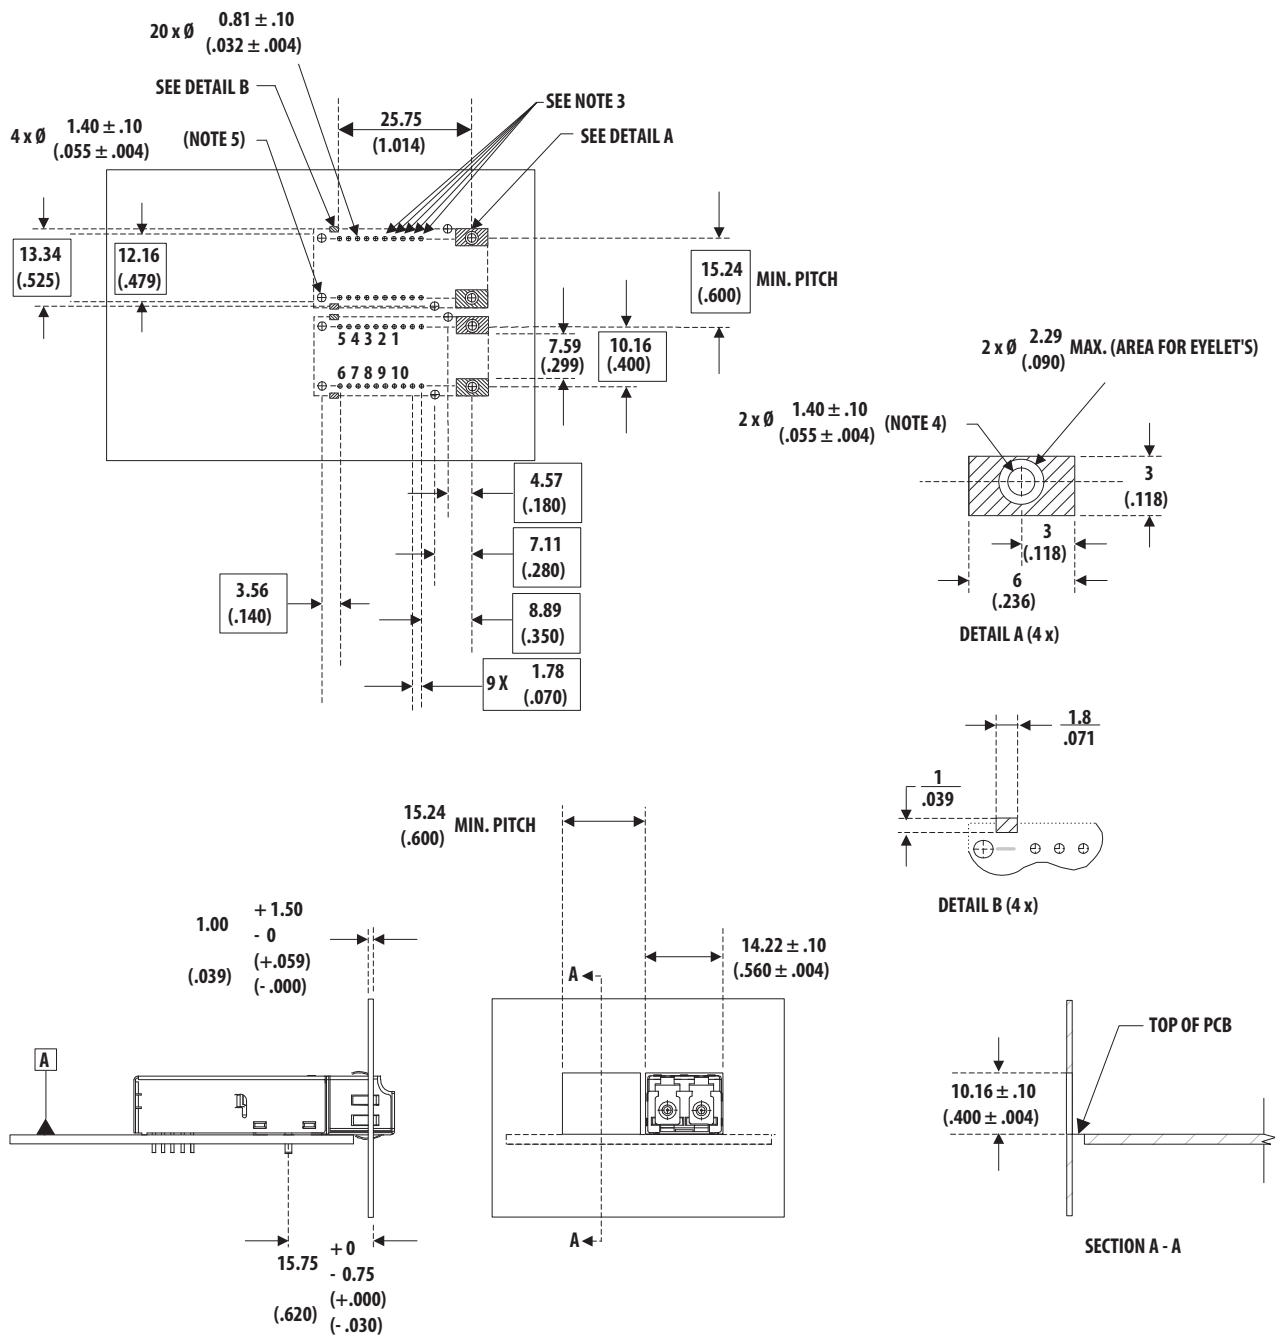 20 x Ø 0.81 ± .10
(.032 ± .004)
SEE DETAIL B
4 x Ø 1.40 ± .10
(.055 ± .004)
(NOTE 5)
25.75
(1.014)
SEE NOTE 3
SEE DETAIL A
13.34
(.525)
12.16
(.479)
15.24
(.600)
MIN. PITCH
5 4 3 2 1
6 7 8 9 10
7.59
(.299)
10.16
(.400)
4.57
(.180)
7.11
(.280)
3.56
(.140)
8.89
(.350)
9 X 1.78
(.070)
2 x Ø 2.29 MAX. (AREA FOR EYELET'S)
(.090)
2 x Ø 1.40 ± .10 (NOTE 4)
(.055 ± .004)
3
(.118)
3
(.118)
6
(.236)
DETAIL A (4 x)
1.8
.071
1
.039
DETAIL B (4 x)
15.24
(.600)
MIN. PITCH
1.00 + 1.50
- 0
(.039) (+.059)
(- .000)
A
14.22 ± .10
(.560 ± .004)
A
A
TOP OF PCB
10.16 ± .10
(.400 ± .004)
SECTION A - A
15.75 + 0
- 0.75
(.620) (+.000)
(- .030)